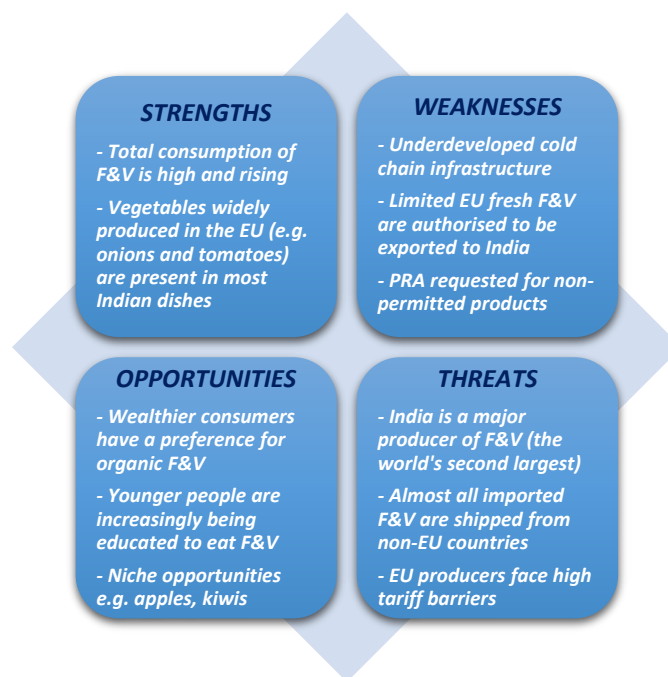 STRENGTHS
- Total consumption of
F&V is high and rising
- Vegetables widely
produced in the EU (e.g.
onions and tomatoes)
are present in most
Indian dishes
WEAKNESSES
- Underdeveloped cold
chain infrastructure
- Limited EU fresh F&V
are authorised to be
exported to India
- PRA requested for non-
permitted products
OPPORTUNITIES
- Wealthier consumers
have a preference for
organic F&V
- Younger people are
increasingly being
educated to eat F&V
- Niche opportunities
e.g. apples, kiwis
THREATS
- India is a major
producer of F&V (the
world's second largest)
- Almost all imported
F&V are shipped from
non-EU countries
- EU producers face high
tariff barriers